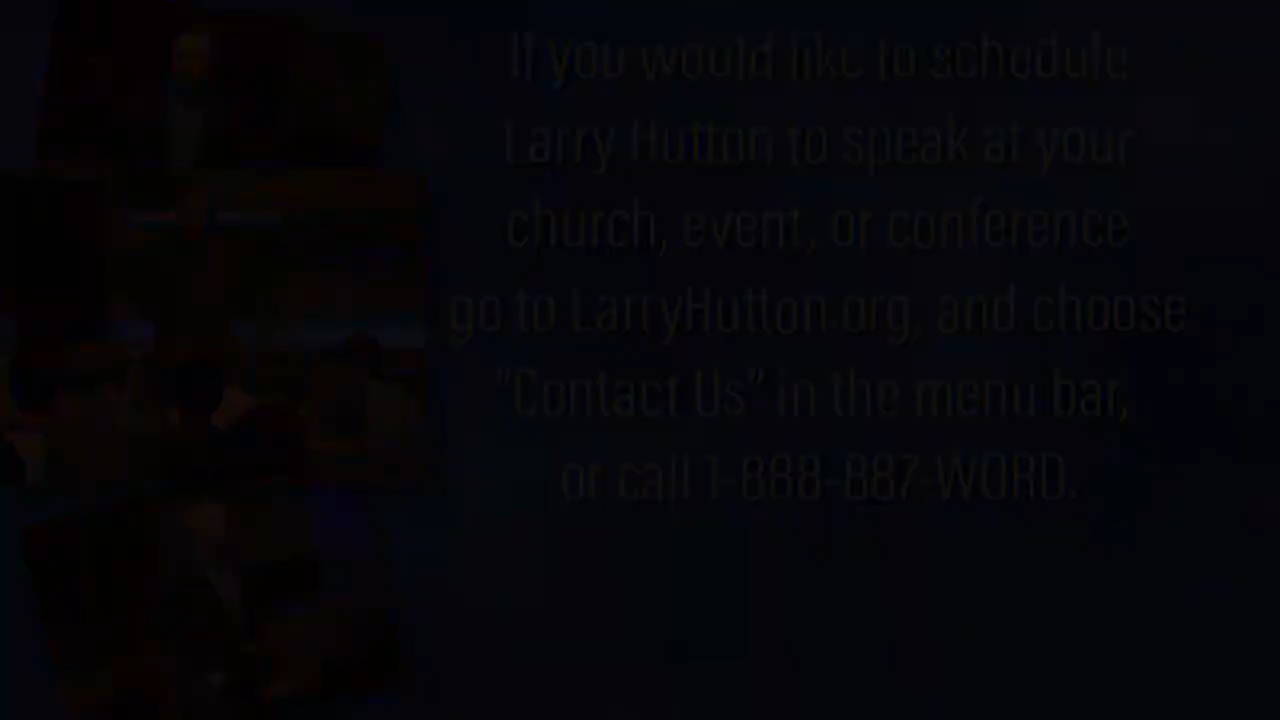 If you would like to schedule
Larry Hutton to speak at your
church, event, or conference
go to LarryHutton.org, and choose
"Contact Us" in the menu bar,
or call 1-888-887-WORD.